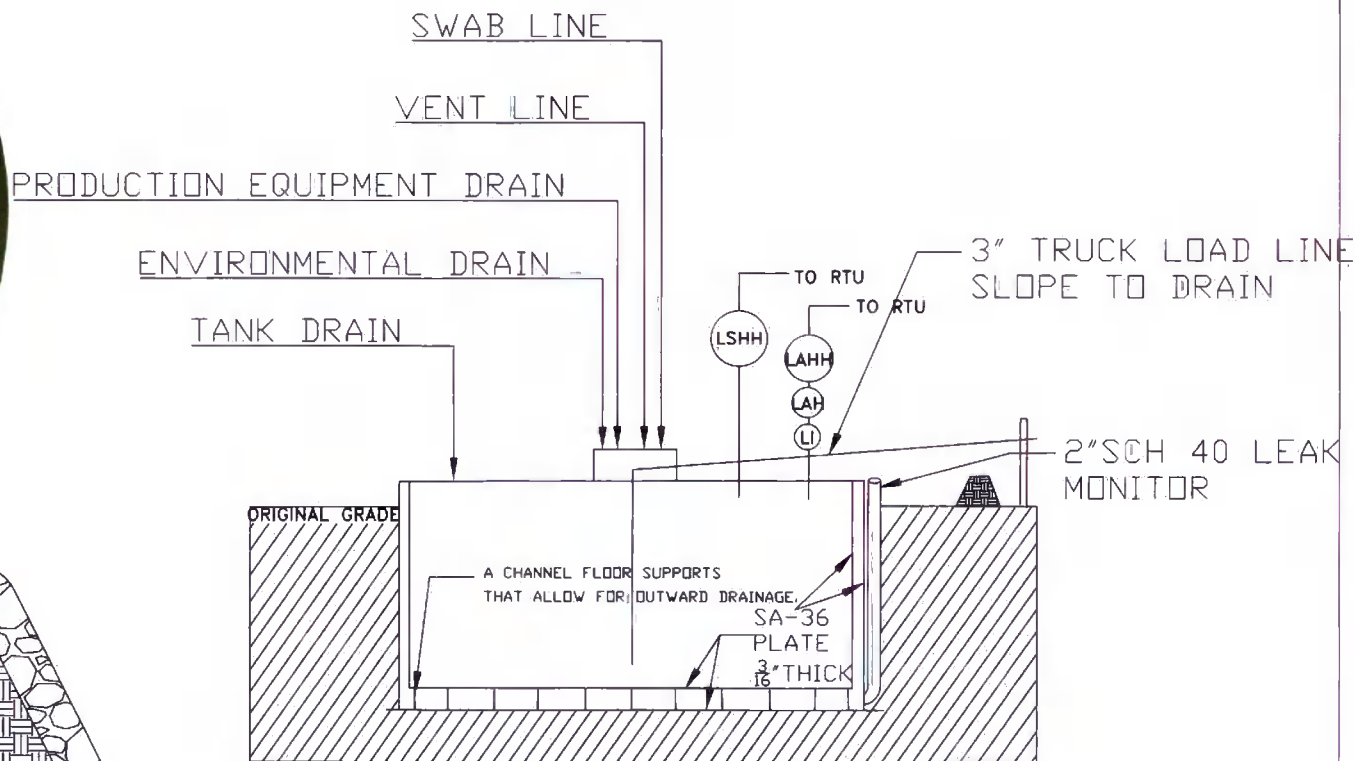 SWAB LINE
VENT LINE
PRODUCTION EQUIPMENT DRAIN
ENVIRONMENTAL DRAIN
TANK DRAIN
TO RTU
TO RTU
3" TRUCK LOAD LINE
SLOPE TO DRAIN
LSHH
LAHH
LAH
LI
2"SCH 40 LEAK
MONITOR
ORIGINAL GRADE
A CHANNEL FLOOR SUPPORTS
THAT ALLOW FOR OUTWARD DRAINAGE.
SA-36
PLATE
3/16" THICK